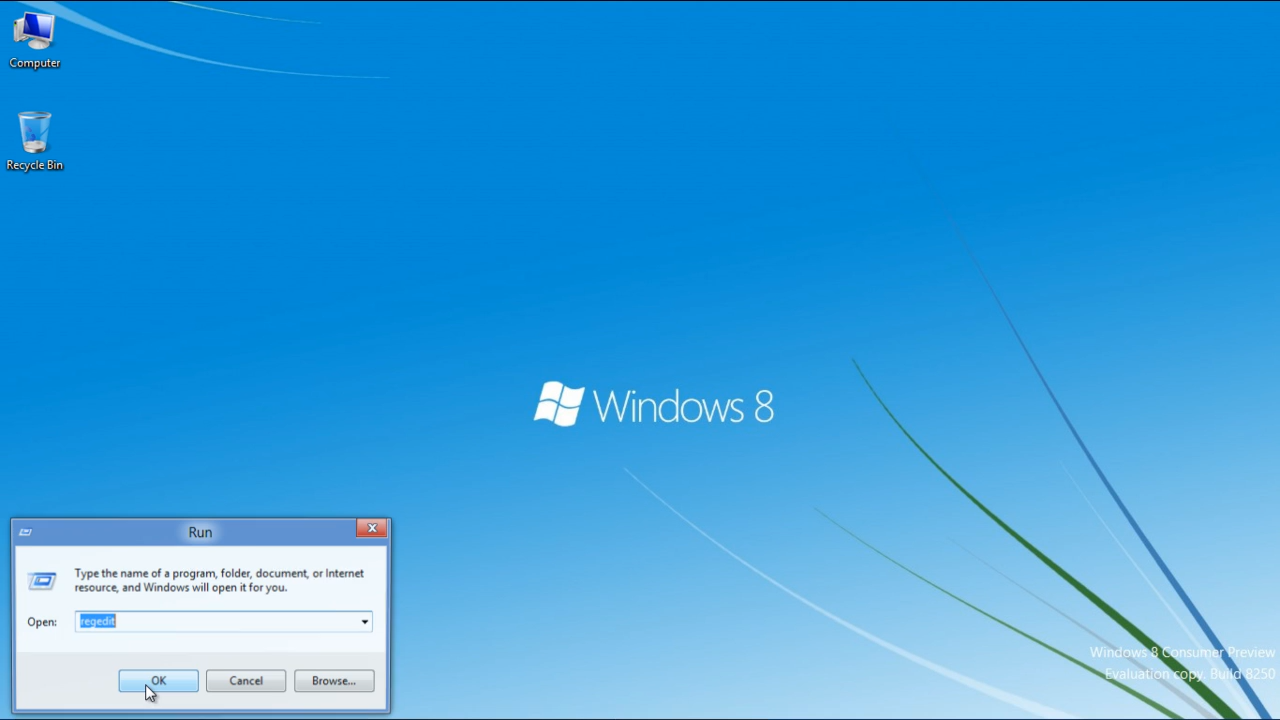 Computer
Recycle Bin
Windows 8
Run
Type the name of a program, folder, document, or Internet
resource, and Windows will open it for you.
Open: regedit
OK Cancel Browse...
Windows 8 Consumer Preview
Evaluation copy. Build 8250